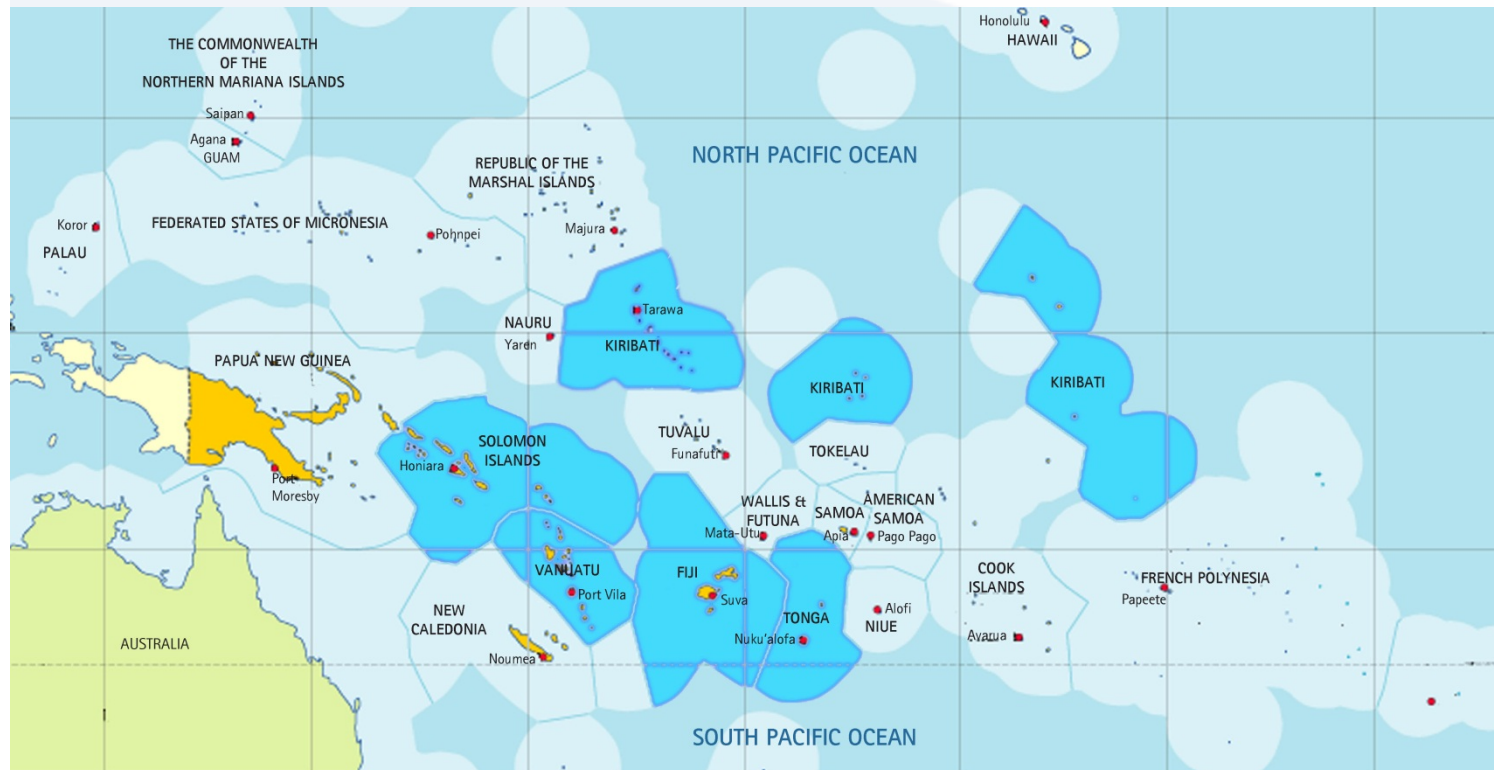 Honolulu
HAWAII
THE COMMONWEALTH
OF THE
NORTHERN MARIANA ISLANDS
Saipan
Agana
GUAM
NORTH PACIFIC OCEAN
REPUBLIC OF THE
MARSHAL ISLANDS
Koror
PALAU
FEDERATED STATES OF MICRONESIA
Pohnpei
Majura
Tarawa
KIRIBATI
NAURU
Yaren
PAPUA NEW GUINEA
KIRIBATI
KIRIBATI
SOLOMON
ISLANDS
Honiara
TUVALU
Funafuti
TOKELAU
Port
Moresby
WALLIS &
FUTUNA
Mata-Utu
SAMOA
Apia
AMERICAN
SAMOA
Pago Pago
VANUATU
Port Vila
FIJI
Suva
TONGA
Nuku'alofa
Alofi
NIUE
COOK
ISLANDS
Avarua
FRENCH POLYNESIA
Papeete
NEW
CALEDONIA
Noumea
AUSTRALIA
SOUTH PACIFIC OCEAN